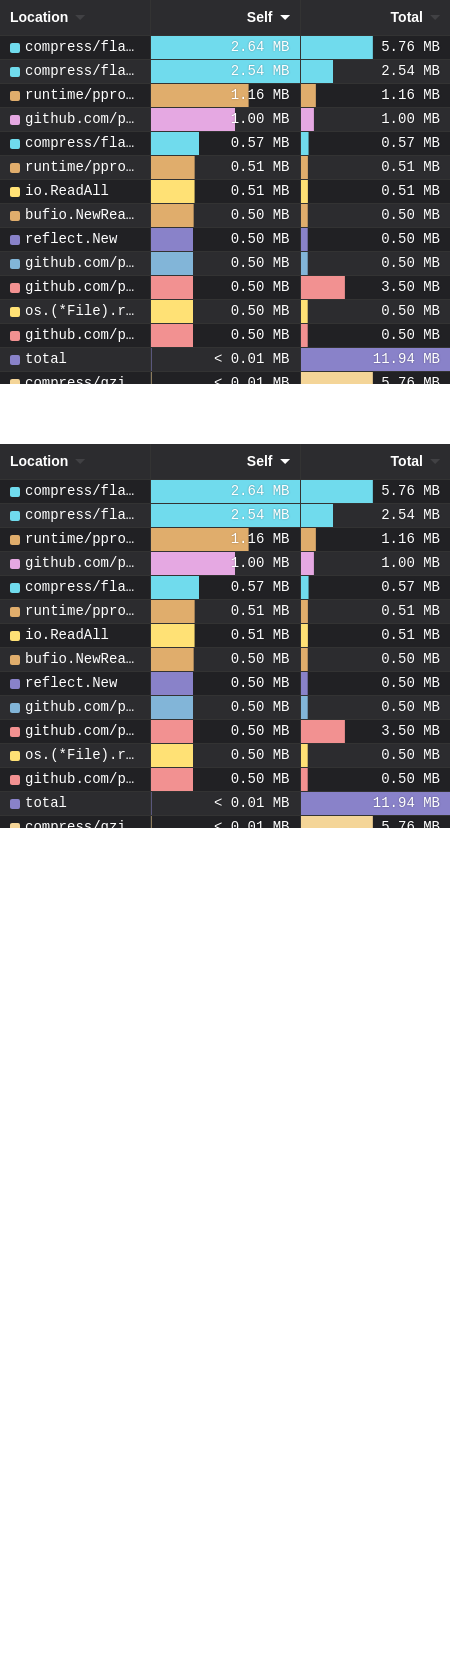 Location Self Total
compress/fla… 2.64 MB 5.76 MB
compress/fla… 2.54 MB 2.54 MB
runtime/ppro… 1.16 MB 1.16 MB
github.com/p… 1.00 MB 1.00 MB
compress/fla… 0.57 MB 0.57 MB
runtime/ppro… 0.51 MB 0.51 MB
io.ReadAll 0.51 MB 0.51 MB
bufio.NewRea… 0.50 MB 0.50 MB
reflect.New 0.50 MB 0.50 MB
github.com/p… 0.50 MB 0.50 MB
github.com/p… 0.50 MB 3.50 MB
os.(*File).r… 0.50 MB 0.50 MB
github.com/p… 0.50 MB 0.50 MB
total < 0.01 MB 11.94 MB
compress/gzi… < 0.01 MB 5.76 MB
Location Self Total
compress/fla… 2.64 MB 5.76 MB
compress/fla… 2.54 MB 2.54 MB
runtime/ppro… 1.16 MB 1.16 MB
github.com/p… 1.00 MB 1.00 MB
compress/fla… 0.57 MB 0.57 MB
runtime/ppro… 0.51 MB 0.51 MB
io.ReadAll 0.51 MB 0.51 MB
bufio.NewRea… 0.50 MB 0.50 MB
reflect.New 0.50 MB 0.50 MB
github.com/p… 0.50 MB 0.50 MB
github.com/p… 0.50 MB 3.50 MB
os.(*File).r… 0.50 MB 0.50 MB
github.com/p… 0.50 MB 0.50 MB
total < 0.01 MB 11.94 MB
compress/gzi… < 0.01 MB 5.76 MB